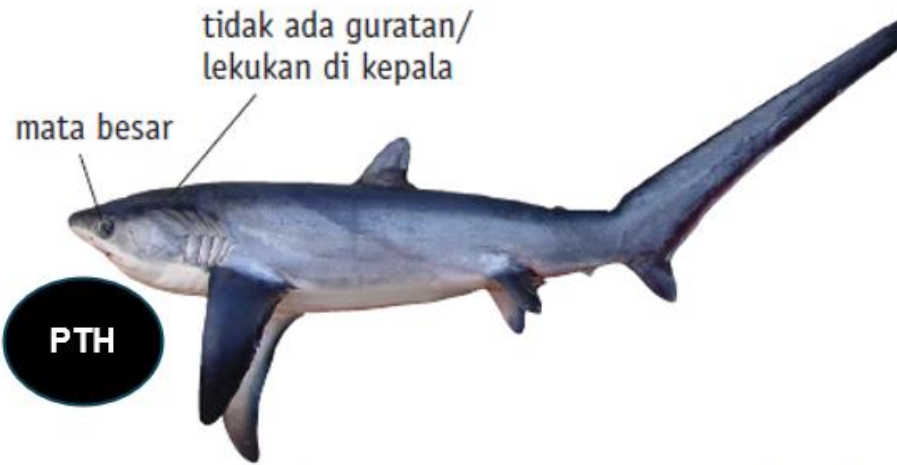 tidak ada guratan/
lekukan di kepala
mata besar
PTH